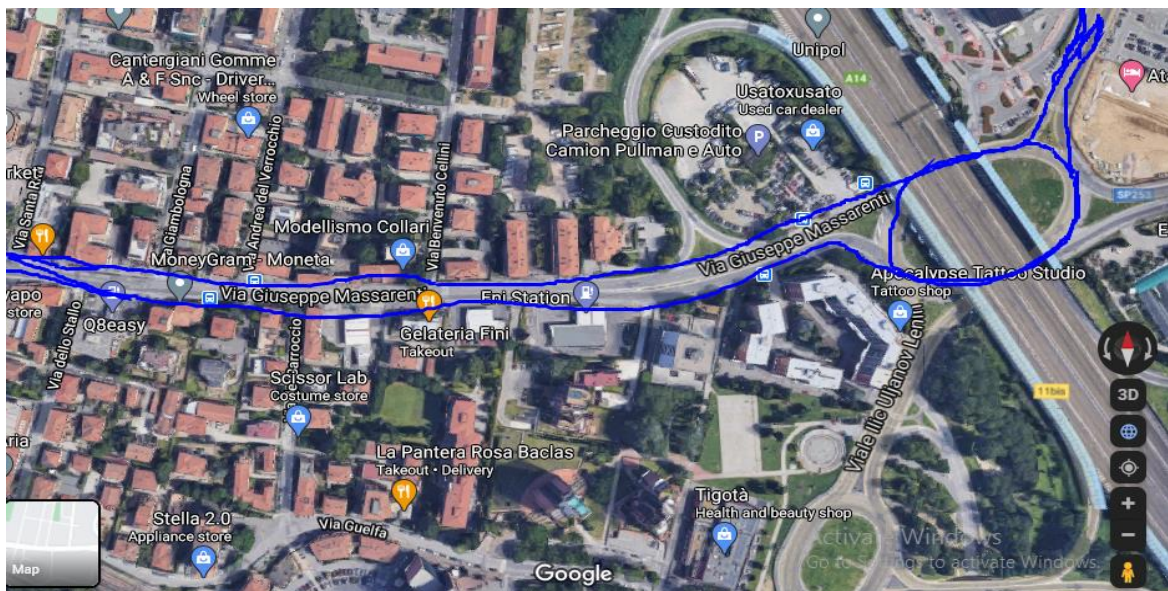 Cantergiani Gomme
A & F Snc - Driver...
Wheel store
Unipol
A14
Usatoxusato
Used car dealer
Parcheggio Custodito
Camion Pullman e Auto
P
Via Benvenuto Cellini
Via Santa Rita
Via Giambologna
Via Andrea del Verrocchio
SP253
Modellismo Collari
MoneyGram - Moneta
Via Giuseppe Massarenti
Via Giuseppe Massarenti
Eni Station
store
Q8easy
Via dello Stallo
Gelateria Fini
Takeout
Apocalypse Tattoo Studio
Tattoo shop
Scissor Lab
Costume store
Viale Ilic Uljanov Lenin
11bis
3D
La Pantera Rosa Baclas
Takeout • Delivery
Stella 2.0
Appliance store
Via Guelfa
Tigotà
Health and beauty shop
Activate Windows
Go to Settings to activate Windows.
Map
Google